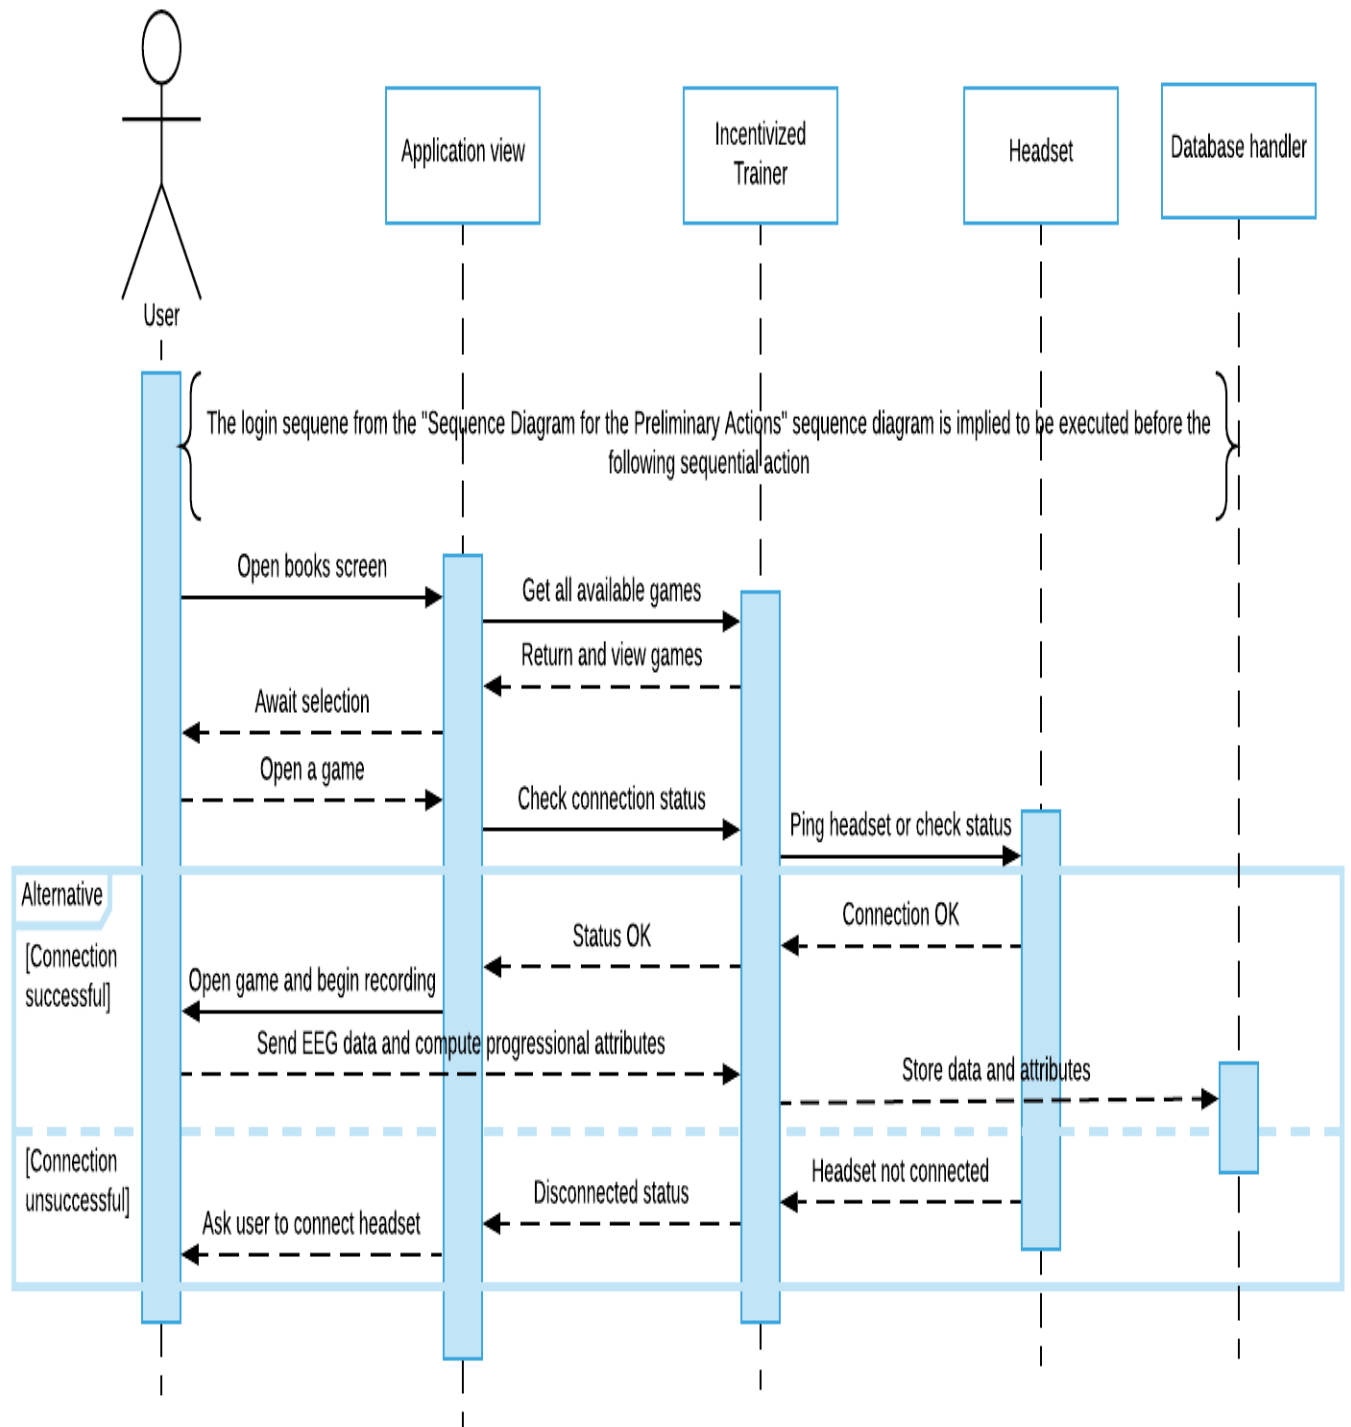 Application view
Incentivized
Trainer
Headset
Database handler
User
The login sequene from the "Sequence Diagram for the Preliminary Actions" sequence diagram is implied to be executed before the
following sequential action
Open books screen
Get all available games
Return and view games
Await selection
Open a game
Check connection status
Ping headset or check status
Alternative
[Connection
successful]
Connection OK
Status OK
Open game and begin recording
Send EEG data and compute progressional attributes
Store data and attributes
[Connection
unsuccessful]
Headset not connected
Disconnected status
Ask user to connect headset